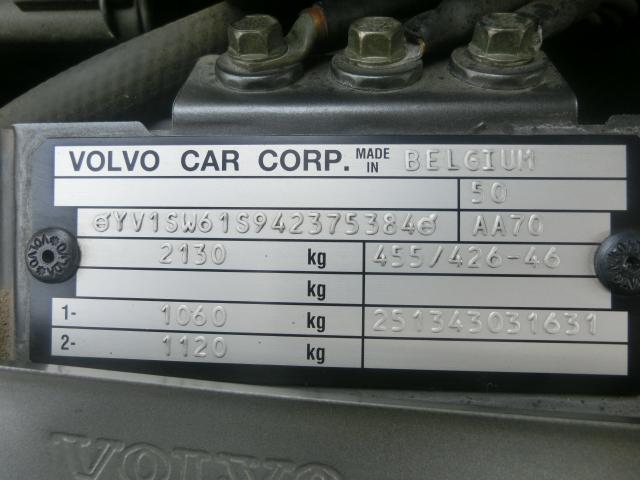 VOLVO CAR CORP. MADE IN BELGIUM
50
YV1SW61S942375384 AA70
2130 kg 455/426-46
kg
1- 1060 kg 251343031631
2- 1120 kg
VOLVO